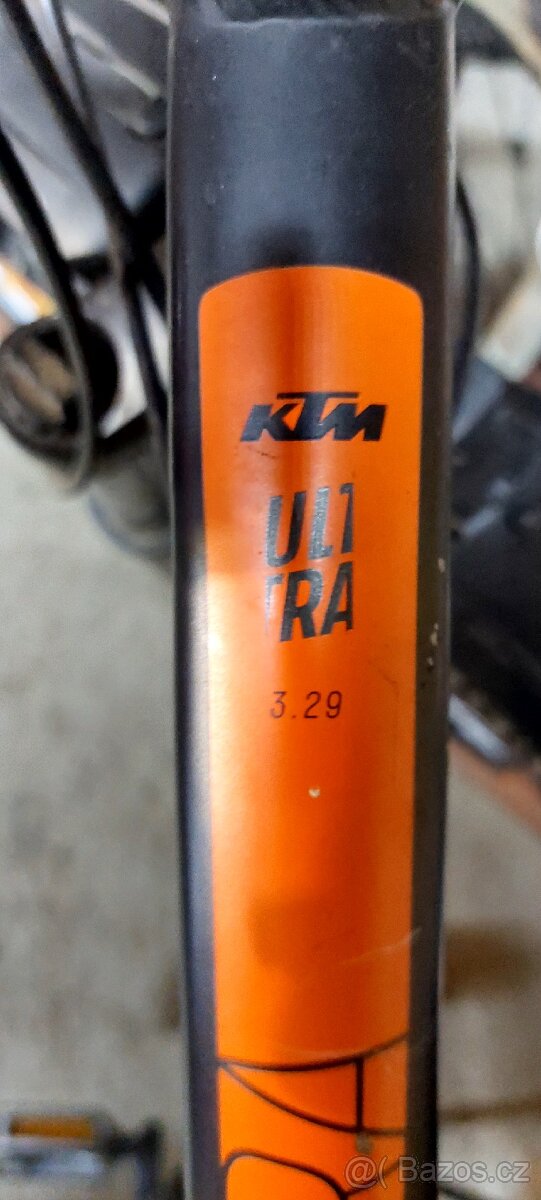 KTM
ULT
TRA
3.29
Bazos.cz